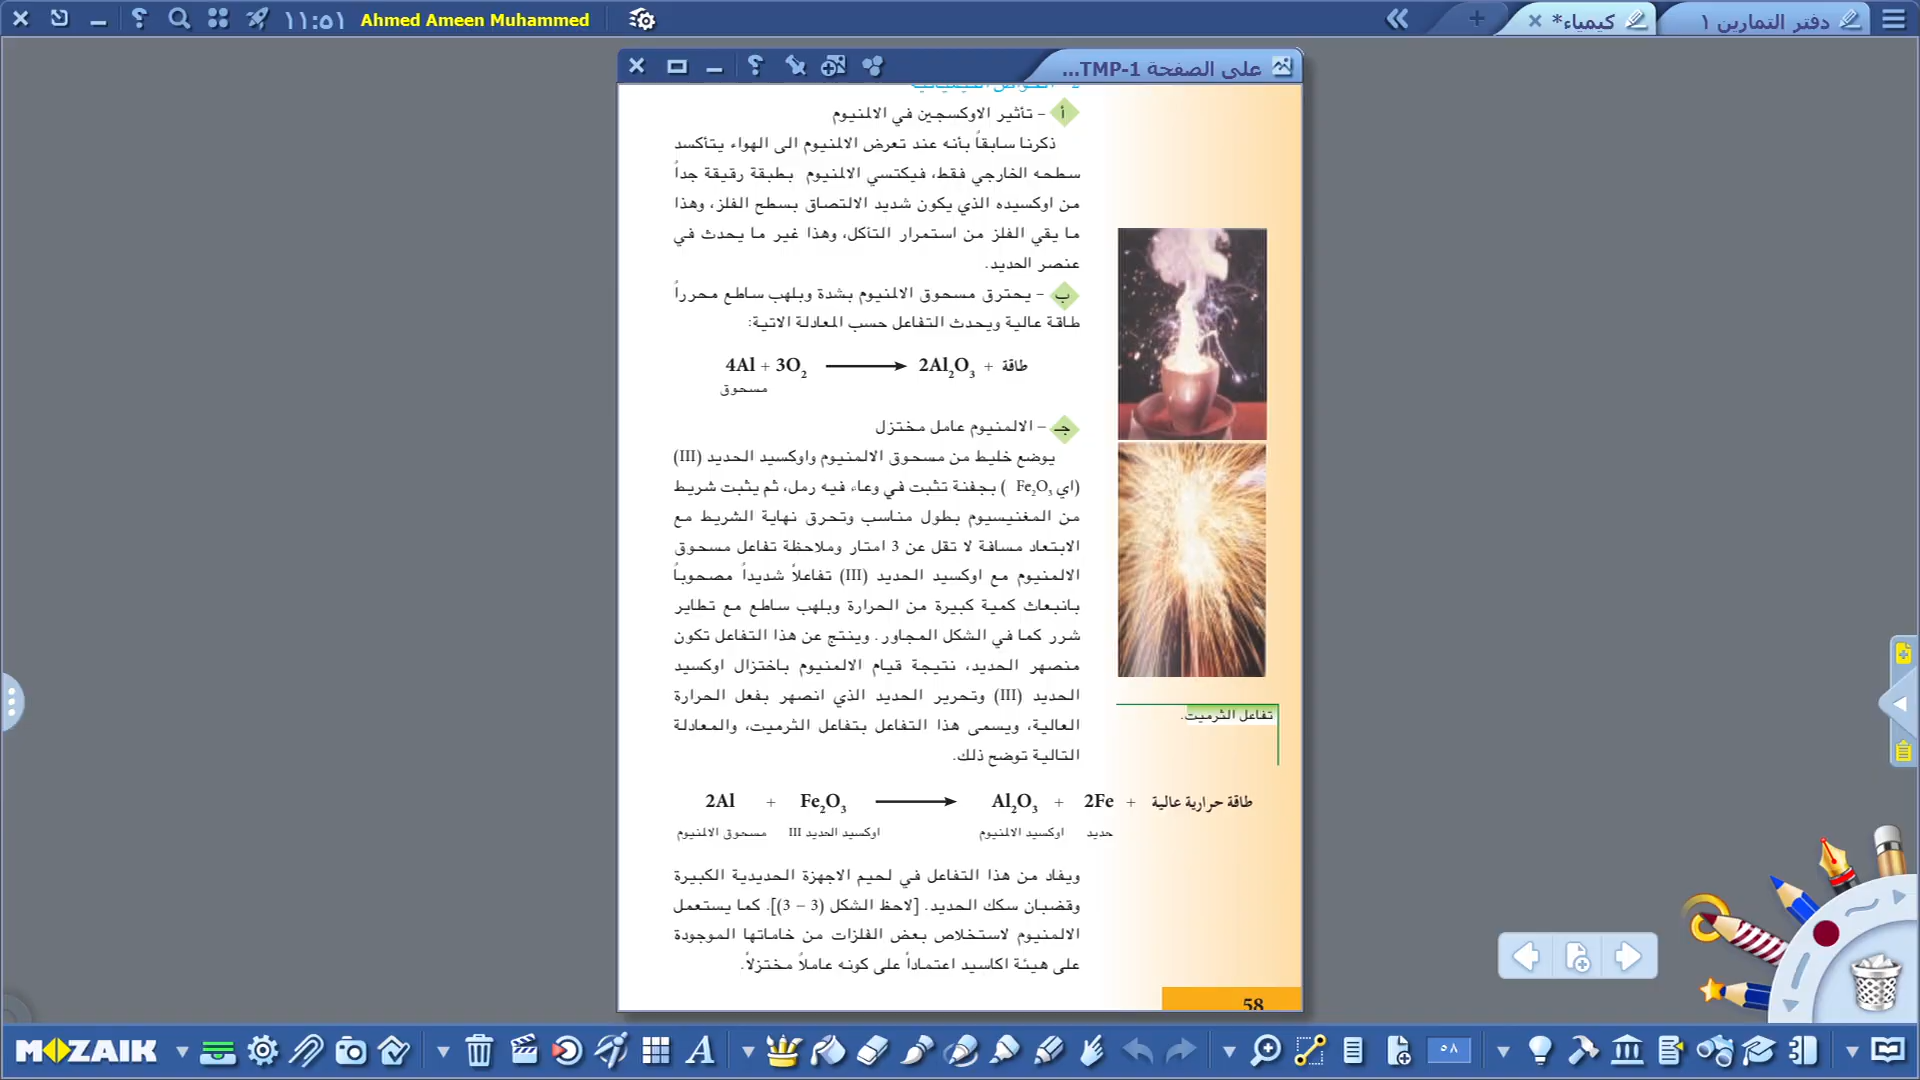 دفتر التمارين ١
كيمياء*
Ahmed Ameen Muhammed
١١:٥١
على الصفحة TMP-1...
أ - تأثير الاوكسجين في الالمنيوم
ذكرنا سابقاً بأنه عند تعرض الالمنيوم الى الهواء يتأكسد
سطحه الخارجي فقط، فيكتسي الالمنيوم بطبقة رقيقة جداً
من اوكسيده الذي يكون شديد الالتصاق بسطح الفلز، وهذا
ما يقي الفلز من استمرار التآكل، وهذا غير ما يحدث في
عنصر الحديد.
ب - يحترق مسحوق الالمنيوم بشدة وبلهب ساطع محرراً
طاقة عالية ويحدث التفاعل حسب المعادلة الاتية:
4Al + 3O₂ ⟶ 2Al₂O₃ + طاقة
مسحوق
جـ - الالمنيوم عامل مختزل
يوضع خليط من مسحوق الالمنيوم واوكسيد الحديد (III)
(اي Fe₂O₃ ) بجفنة تثبت في وعاء فيه رمل، ثم يثبت شريط
من المغنيسيوم بطول مناسب وتحرق نهاية الشريط مع
الابتعاد مسافة لا تقل عن 3 امتار وملاحظة تفاعل مسحوق
الالمنيوم مع اوكسيد الحديد (III) تفاعلاً شديداً مصحوباً
بانبعاث كمية كبيرة من الحرارة وبلهب ساطع مع تطاير
شرر كما في الشكل المجاور. وينتج عن هذا التفاعل تكون
منصهر الحديد، نتيجة قيام الالمنيوم باختزال اوكسيد
الحديد (III) وتحرير الحديد الذي انصهر بفعل الحرارة
العالية، ويسمى هذا التفاعل بتفاعل الثرميت، والمعادلة
التالية توضح ذلك.
تفاعل الثرميت.
2Al + Fe₂O₃ ⟶ Al₂O₃ + 2Fe + طاقة حرارية عالية
مسحوق الالمنيوم اوكسيد الحديد III اوكسيد الالمنيوم حديد
ويفاد من هذا التفاعل في لحيم الاجهزة الحديدية الكبيرة
وقضبان سكك الحديد. [لاحظ الشكل (3 – 3)]. كما يستعمل
الالمنيوم لاستخلاص بعض الفلزات من خاماتها الموجودة
على هيئة اكاسيد اعتماداً على كونه عاملاً مختزلاً.
58
MOZAIK
٥٨